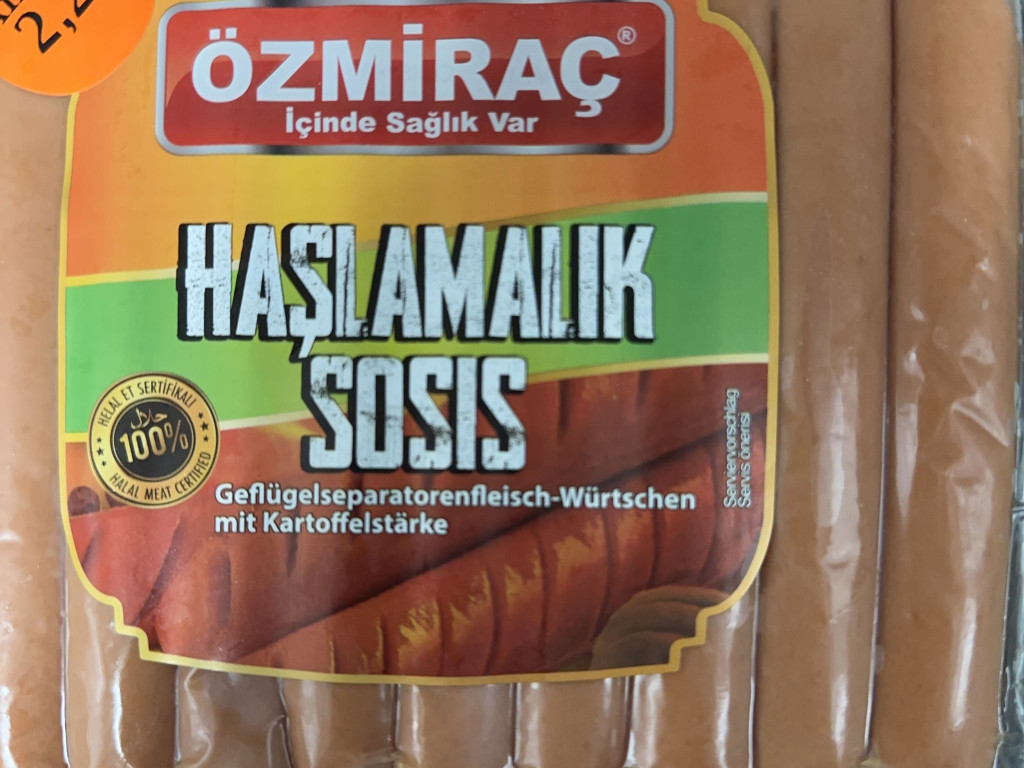 ÖZMİRAÇ®
İçinde Sağlık Var
HAŞLAMALIK
SOSIS
HELAL ET SERTİFİKALI
حلال
100%
HALAL MEAT CERTIFIED
Geflügelseparatorenfleisch-Würtschen
mit Kartoffelstärke
Serviervorschlag
Servis önerisi